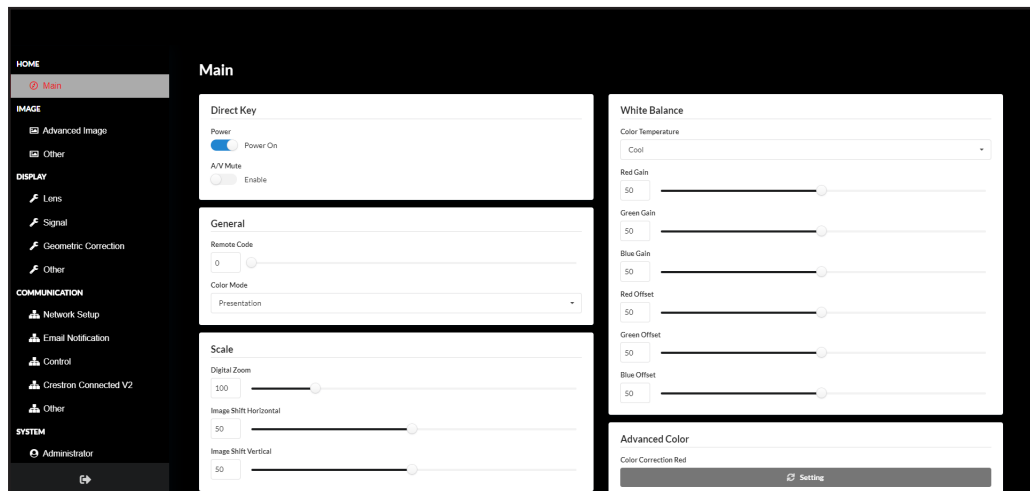 HOME
Main
IMAGE
Advanced Image
Other
DISPLAY
Lens
Signal
Geometric Correction
Other
COMMUNICATION
Network Setup
Email Notification
Control
Crestron Connected V2
Other
SYSTEM
Administrator
Main
Direct Key
Power
Power On
A/V Mute
Enable
General
Remote Code
0
Color Mode
Presentation
Scale
Digital Zoom
100
Image Shift Horizontal
50
Image Shift Vertical
50
White Balance
Color Temperature
Cool
Red Gain
50
Green Gain
50
Blue Gain
50
Red Offset
50
Green Offset
50
Blue Offset
50
Advanced Color
Color Correction Red
Setting